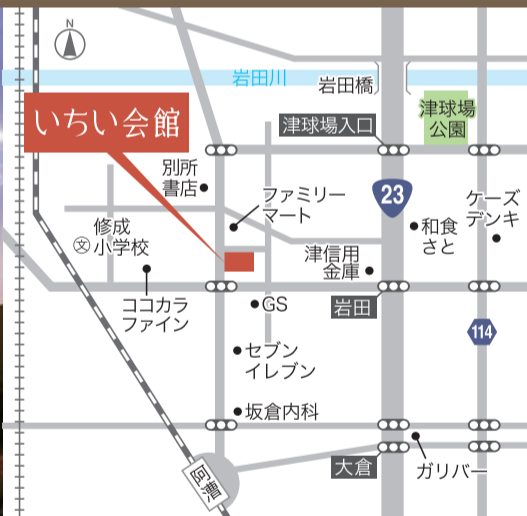 N
岩田川
岩田橋
いちい会館
津球場入口
津球場
公園
別所
書店
ファミリー
マート
23
ケーズ
デンキ
修成
文
小学校
和食
さと
津信用
金庫
ココカラ
ファイン
GS
岩田
114
セブン
イレブン
坂倉内科
大倉
ガリバー
阿漕